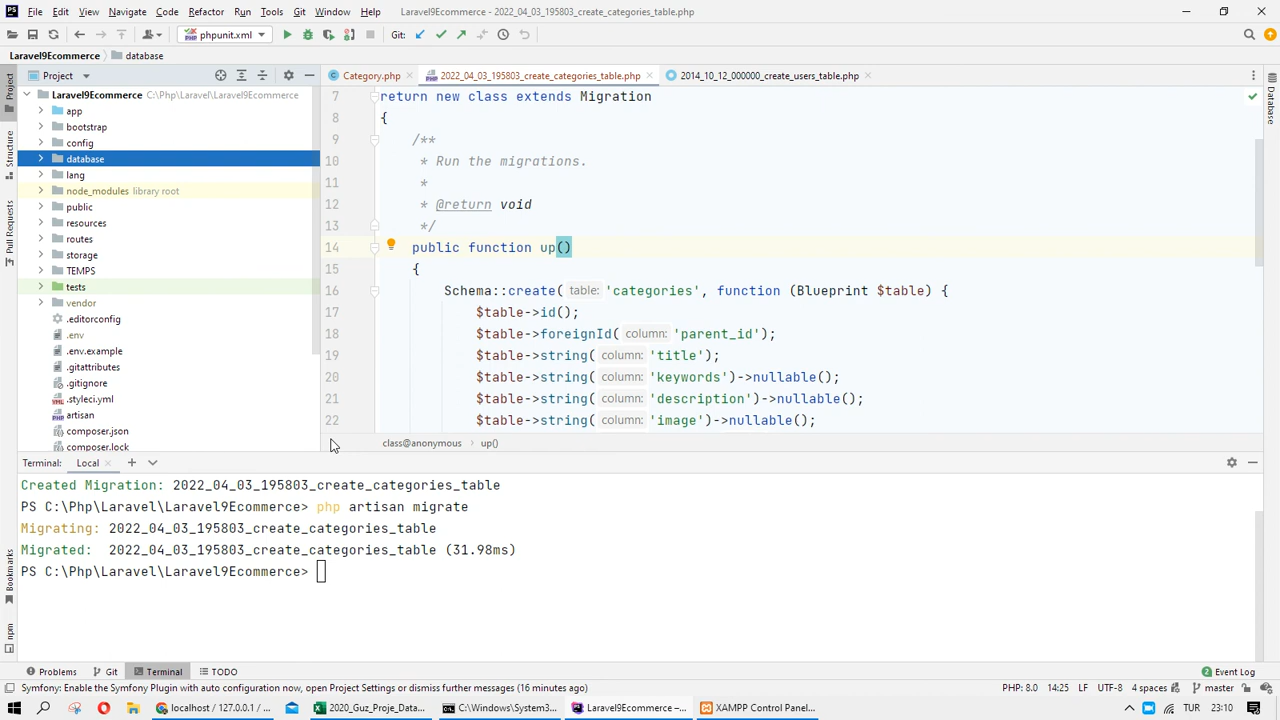 File Edit View Navigate Code Refactor Run Tools Git Window Help Laravel9Ecommerce - 2022_04_03_195803_create_categories_table.php
phpunit.xml Git:
Laravel9Ecommerce database
Project Category.php 2022_04_03_195803_create_categories_table.php 2014_10_12_000000_create_users_table.php
Laravel9Ecommerce C:\Php\Laravel\Laravel9Ecommerce
app
bootstrap
config
database
lang
node_modules library root
public
resources
routes
storage
TEMPS
tests
vendor
.editorconfig
.env
.env.example
.gitattributes
.gitignore
.styleci.yml
artisan
composer.json
composer.lock
7 return new class extends Migration
8 {
9 /**
10 * Run the migrations.
11 *
12 * @return void
13 */
14 public function up()
15 {
16 Schema::create( table: 'categories', function (Blueprint $table) {
17 $table->id();
18 $table->foreignId( column: 'parent_id');
19 $table->string( column: 'title');
20 $table->string( column: 'keywords')->nullable();
21 $table->string( column: 'description')->nullable();
22 $table->string( column: 'image')->nullable();
class@anonymous up()
Project
Structure
Pull Requests
Bookmarks
npm
Database
Terminal: Local
Created Migration: 2022_04_03_195803_create_categories_table
PS C:\Php\Laravel\Laravel9Ecommerce> php artisan migrate
Migrating: 2022_04_03_195803_create_categories_table
Migrated: 2022_04_03_195803_create_categories_table (31.98ms)
PS C:\Php\Laravel\Laravel9Ecommerce>
Problems Git Terminal TODO Event Log
Symfony: Enable the Symfony Plugin with auto configuration now, open Project Settings or dismiss further messages (16 minutes ago) PHP: 8.0 14:25 LF UTF-8 4 spaces master
localhost / 127.0.0.1 / ... 2020_Guz_Proje_Data... C:\Windows\System3... Laravel9Ecommerce –... XAMPP Control Panel... TUR 23:10